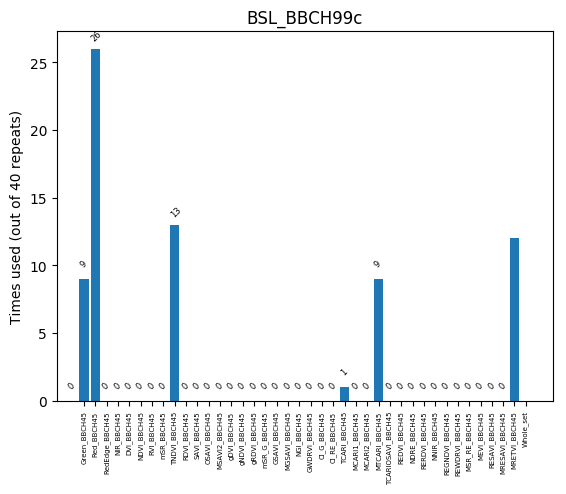 BSL_BBCH99c
Times used (out of 40 repeats)
25
20
15
10
5
0
0 9 26 0 0 0 0 0 0 13 0 0 0 0 0 0 0 0 0 0 0 0 0 0 1 0 0 9 0 0 0 0 0 0 0 0 0 0 0
Green_BBCH45
Red_BBCH45
RedEdge_BBCH45
NIR_BBCH45
DVI_BBCH45
NDVI_BBCH45
RVI_BBCH45
mSR_BBCH45
TNDVI_BBCH45
RDVI_BBCH45
SAVI_BBCH45
OSAVI_BBCH45
MSAVI2_BBCH45
gDVI_BBCH45
gNDVI_BBCH45
gRDVI_BBCH45
mSR_G_BBCH45
GSAVI_BBCH45
MGSAVI_BBCH45
NGI_BBCH45
GWDRVI_BBCH45
CI_G_BBCH45
CI_RE_BBCH45
TCARI_BBCH45
MCARI1_BBCH45
MCARI2_BBCH45
MTCARI_BBCH45
TCARIOSAVI_BBCH45
REDVI_BBCH45
NDRE_BBCH45
RERDVI_BBCH45
NNIR_BBCH45
REGNDVI_BBCH45
REWDRVI_BBCH45
MSR_RE_BBCH45
MEVI_BBCH45
RESAVI_BBCH45
MRESAVI_BBCH45
MRETVI_BBCH45
Whole_set